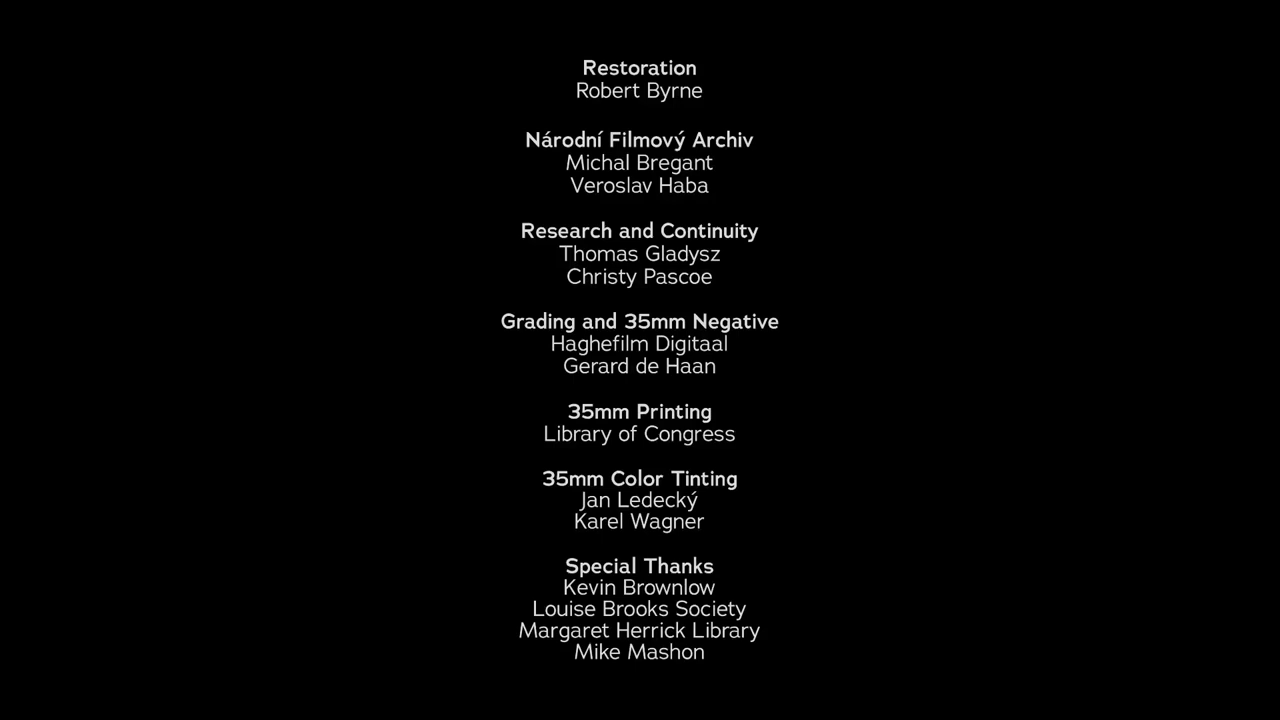 Restoration
Robert Byrne
Národní Filmový Archiv
Michal Bregant
Veroslav Haba
Research and Continuity
Thomas Gladysz
Christy Pascoe
Grading and 35mm Negative
Haghefilm Digitaal
Gerard de Haan
35mm Printing
Library of Congress
35mm Color Tinting
Jan Ledecký
Karel Wagner
Special Thanks
Kevin Brownlow
Louise Brooks Society
Margaret Herrick Library
Mike Mashon